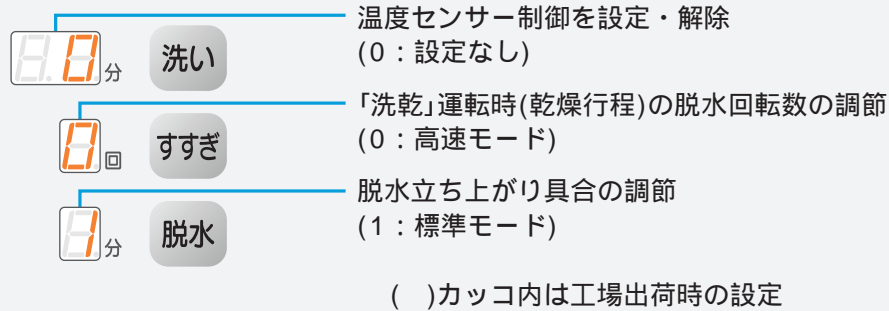 温度センサー制御を設定・解除
0分 洗い
(0：設定なし)
「洗乾」運転時(乾燥行程)の脱水回転数の調節
0回 すすぎ
(0：高速モード)
脱水立ち上がり具合の調節
1分 脱水
(1：標準モード)
(　)カッコ内は工場出荷時の設定